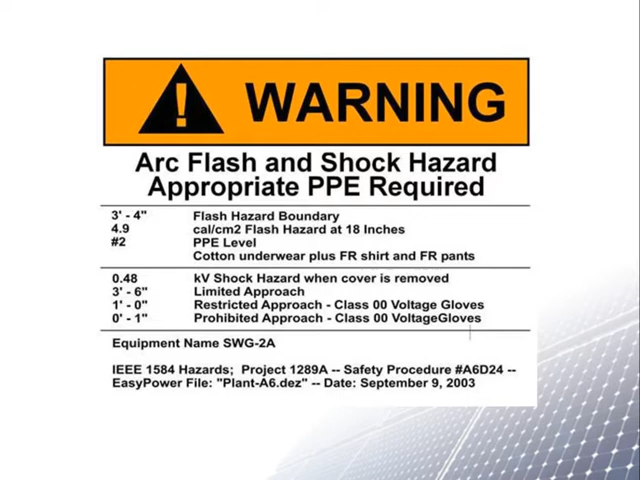 WARNING
Arc Flash and Shock Hazard
Appropriate PPE Required
3' - 4" Flash Hazard Boundary
4.9 cal/cm2 Flash Hazard at 18 Inches
#2 PPE Level
Cotton underwear plus FR shirt and FR pants
0.48 kV Shock Hazard when cover is removed
3' - 6" Limited Approach
1' - 0" Restricted Approach - Class 00 Voltage Gloves
0' - 1" Prohibited Approach - Class 00 VoltageGloves
Equipment Name SWG-2A
IEEE 1584 Hazards; Project 1289A -- Safety Procedure #A6D24 --
EasyPower File: "Plant-A6.dez" -- Date: September 9, 2003